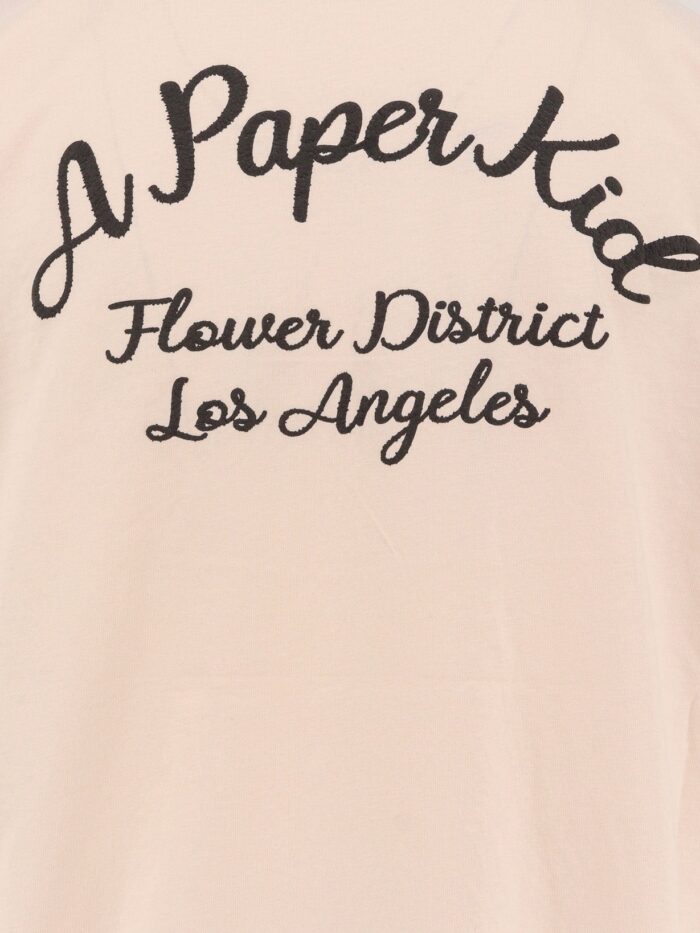 A Paper Kid
Flower District
Los Angeles